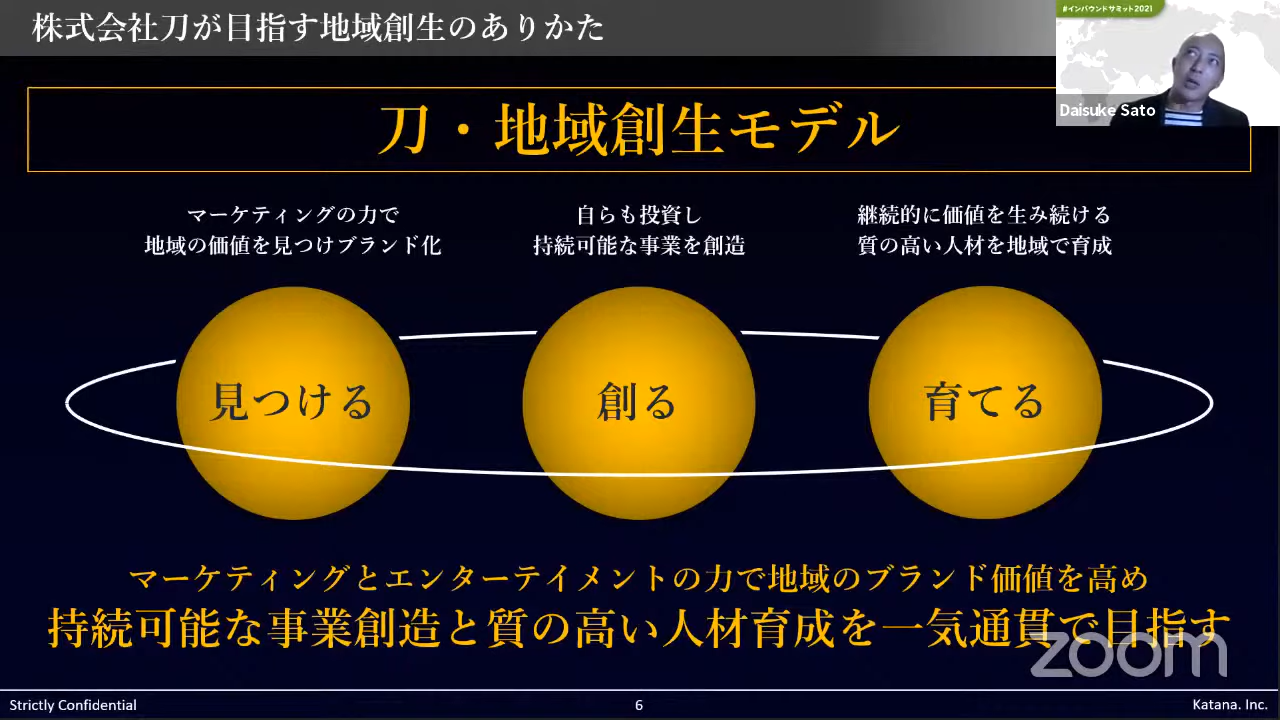 株式会社刀が目指す地域創生のありかた
#インバウンドサミット2021
Daisuke Sato
刀・地域創生モデル
マーケティングの力で
地域の価値を見つけブランド化
自らも投資し
持続可能な事業を創造
継続的に価値を生み続ける
質の高い人材を地域で育成
見つける
創る
育てる
マーケティングとエンターテイメントの力で地域のブランド価値を高め
持続可能な事業創造と質の高い人材育成を一気通貫で目指す
zoom
Strictly Confidential
6
Katana. Inc.